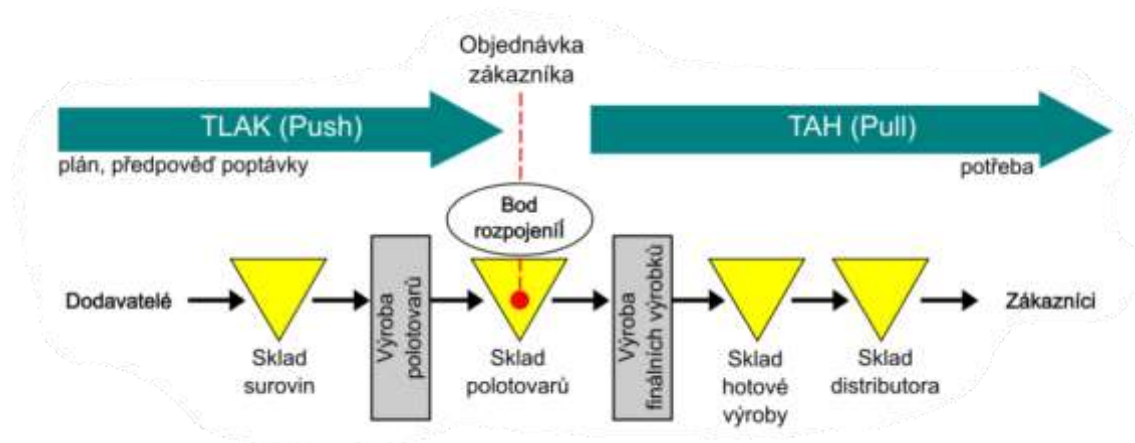 Objednávka
zákazníka
TLAK (Push)
TAH (Pull)
plán, předpověď poptávky
potřeba
Bod
rozpojeníĺ
Dodavatelé
Výroba
polotovarů
Výroba
finálních výrobků
Zákazníci
Sklad
surovin
Sklad
polotovarů
Sklad
hotové
výroby
Sklad
distributora